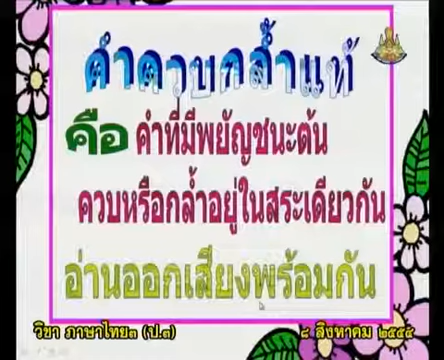 คำควบกล้ำแท้
คือ คำที่มีพยัญชนะต้น
ควบหรือกล้ำอยู่ในสระเดียวกัน
อ่านออกเสียงพร้อมกัน
วิชา ภาษาไทย๓ (ป.๓) ๘ สิงหาคม ๒๕๕๔